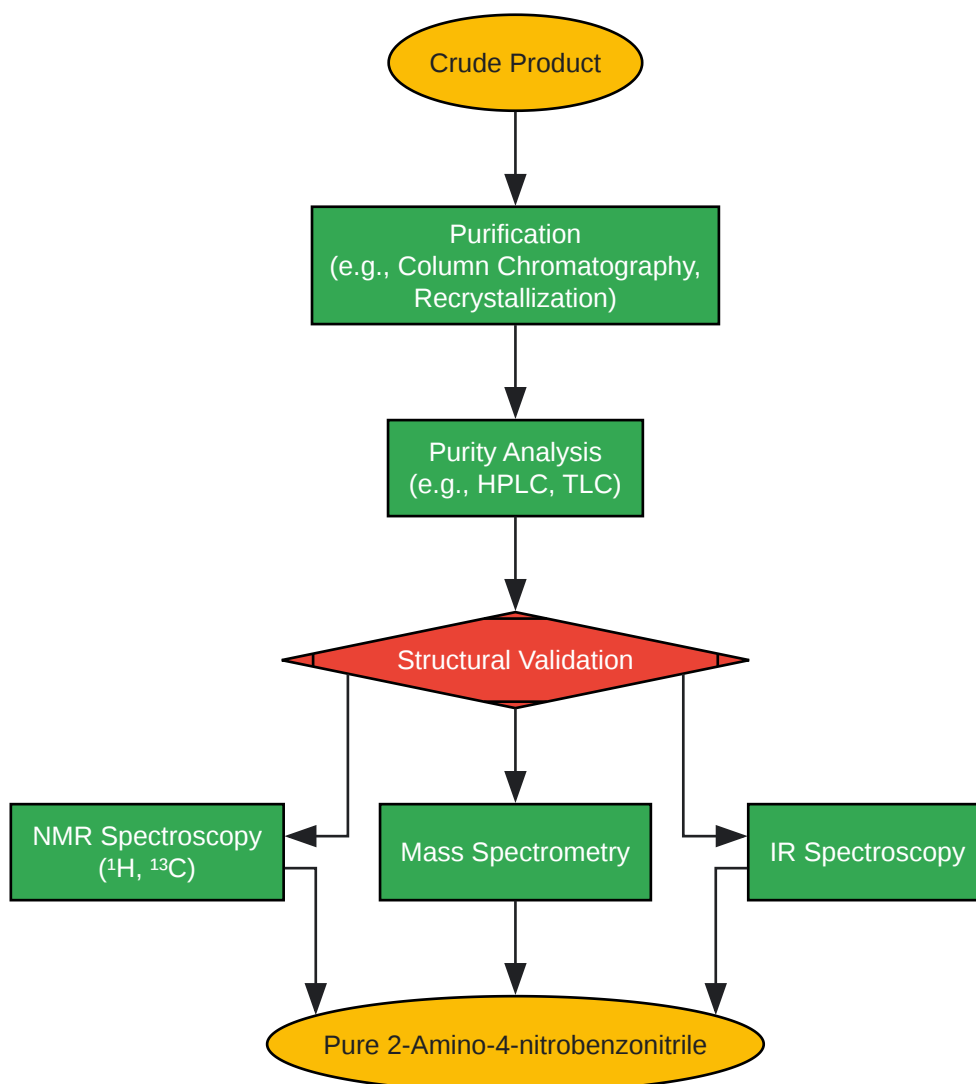 Crude Product
Purification
(e.g., Column Chromatography,
Recrystallization)
Purity Analysis
(e.g., HPLC, TLC)
Structural Validation
NMR Spectroscopy
(¹H, ¹³C)
Mass Spectrometry
IR Spectroscopy
Pure 2-Amino-4-nitrobenzonitrile